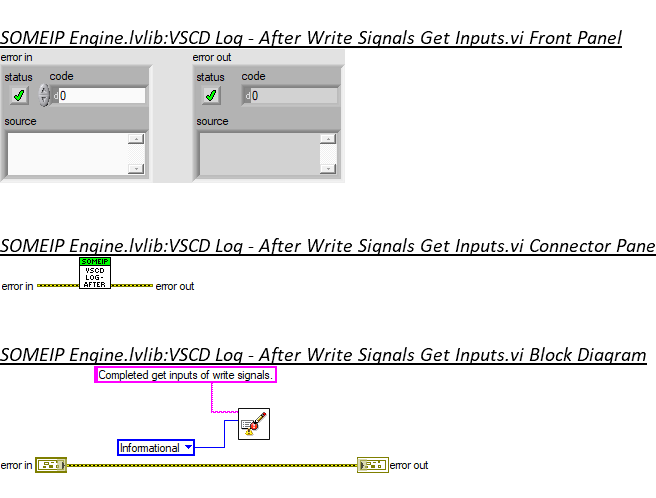 SOMEIP Engine.lvlib:VSCD Log - After Write Signals Get Inputs.vi Front Panel
error in error out
status code status code
d0 d0
source source
SOMEIP Engine.lvlib:VSCD Log - After Write Signals Get Inputs.vi Connector Pane
SOMEIP
VSCD
LOG-
error in AFTER error out
SOMEIP Engine.lvlib:VSCD Log - After Write Signals Get Inputs.vi Block Diagram
Completed get inputs of write signals.
Informational
error in error out